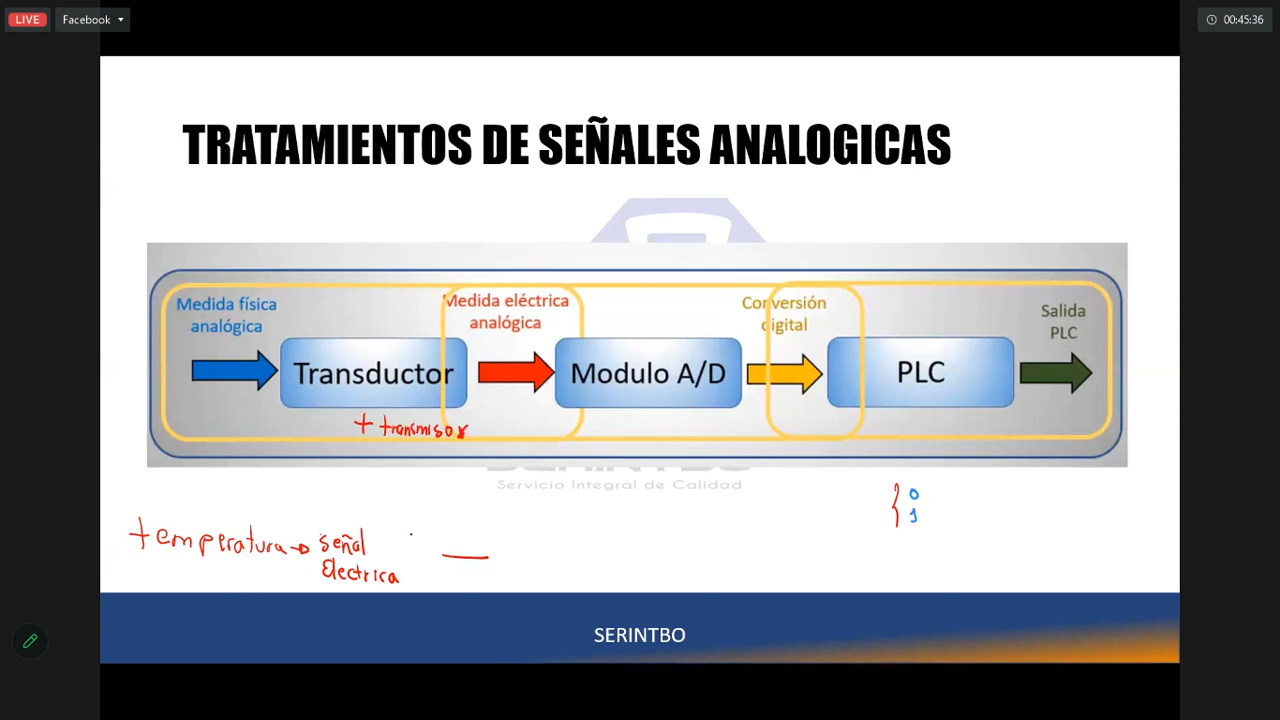 LIVE
Facebook
00:45:36
TRATAMIENTOS DE SEÑALES ANALOGICAS
Medida física
analógica
Medida eléctrica
analógica
Conversión
digital
Salida
PLC
Transductor
Modulo A/D
PLC
+ transmisor
Servicio Integral de Calidad
0
1
temperatura → señal
Electrica
SERINTBO